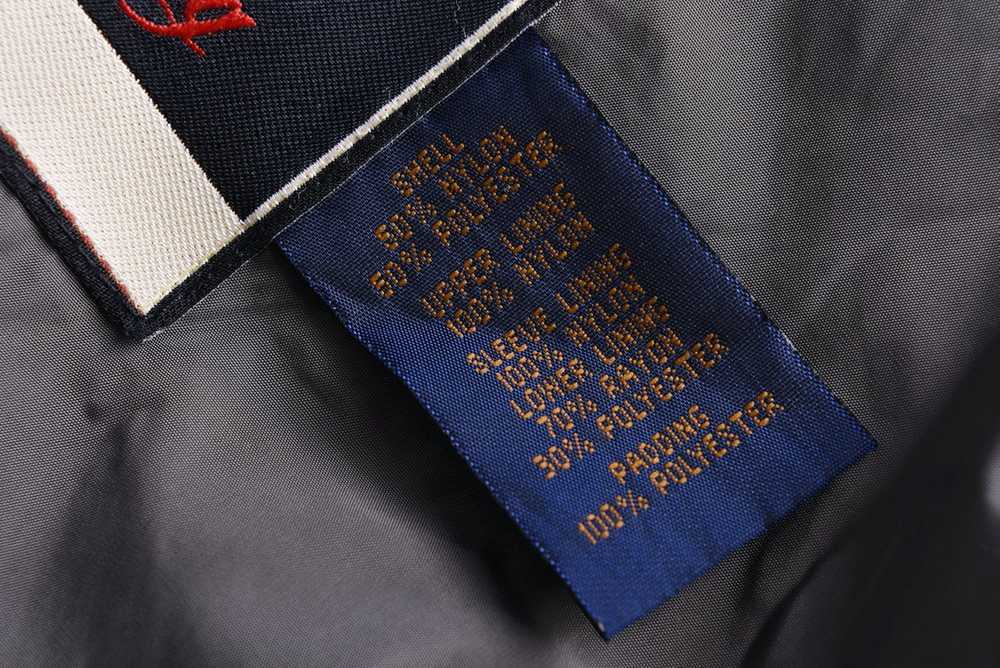 SHELL
50% NYLON
50% POLYESTER
UPPER LINING
100% NYLON
SLEEVE LINING
100% NYLON
LOWER LINING
70% RAYON
30% POLYESTER
PADDING
100% POLYESTER